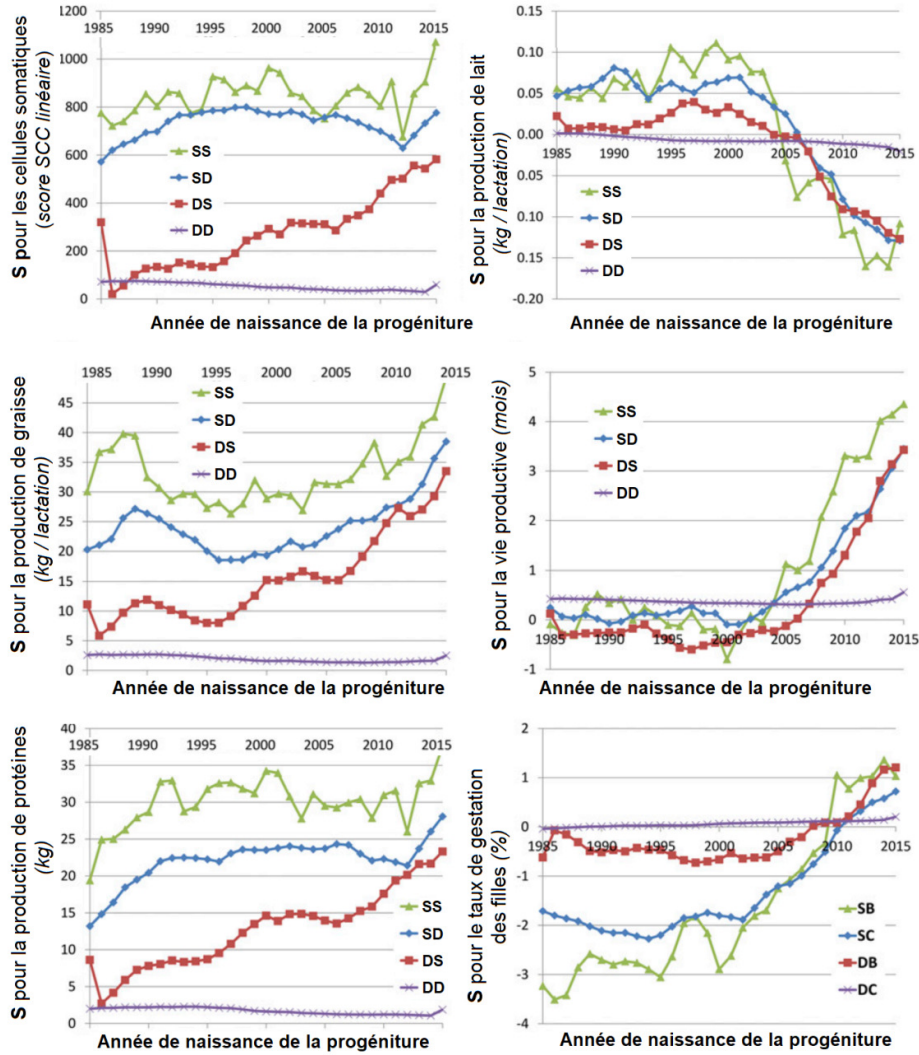 S pour les cellules somatiques
(score SCC linéaire)
1200
1985 1990 1995 2000 2005 2010 2015
1000
800
600
400
200
0
SS
SD
DS
DD
Année de naissance de la progéniture
S pour la production de lait
(kg / lactation)
0.20
0.15
0.10
0.05
0.00
0.05
0.10
0.15
-0.20
1985 1990 1995 2000 2005 2010 2015
SS
SD
DS
DD
Année de naissance de la progéniture
S pour la production de graisse
(kg / lactation)
1985 1990 1995 2000 2005 2010 2015
45
40
35
30
25
20
15
10
5
0
SS
SD
DS
DD
Année de naissance de la progéniture
S pour la vie productive (mois)
5
4
3
2
1
0
-1
1985 1990 1995 2000 2005 2010 2015
SS
SD
DS
DD
Année de naissance de la progéniture
S pour la production de protéines
(kg)
40
1985 1990 1995 2000 2005 2010 2015
35
30
25
20
15
10
5
0
SS
SD
DS
DD
Année de naissance de la progéniture
S pour le taux de gestation
des filles (%)
2
1
0
-1
-2
-3
-4
1985 1990 1995 2000 2005 2010 2015
SB
SC
DB
DC
Année de naissance de la progéniture